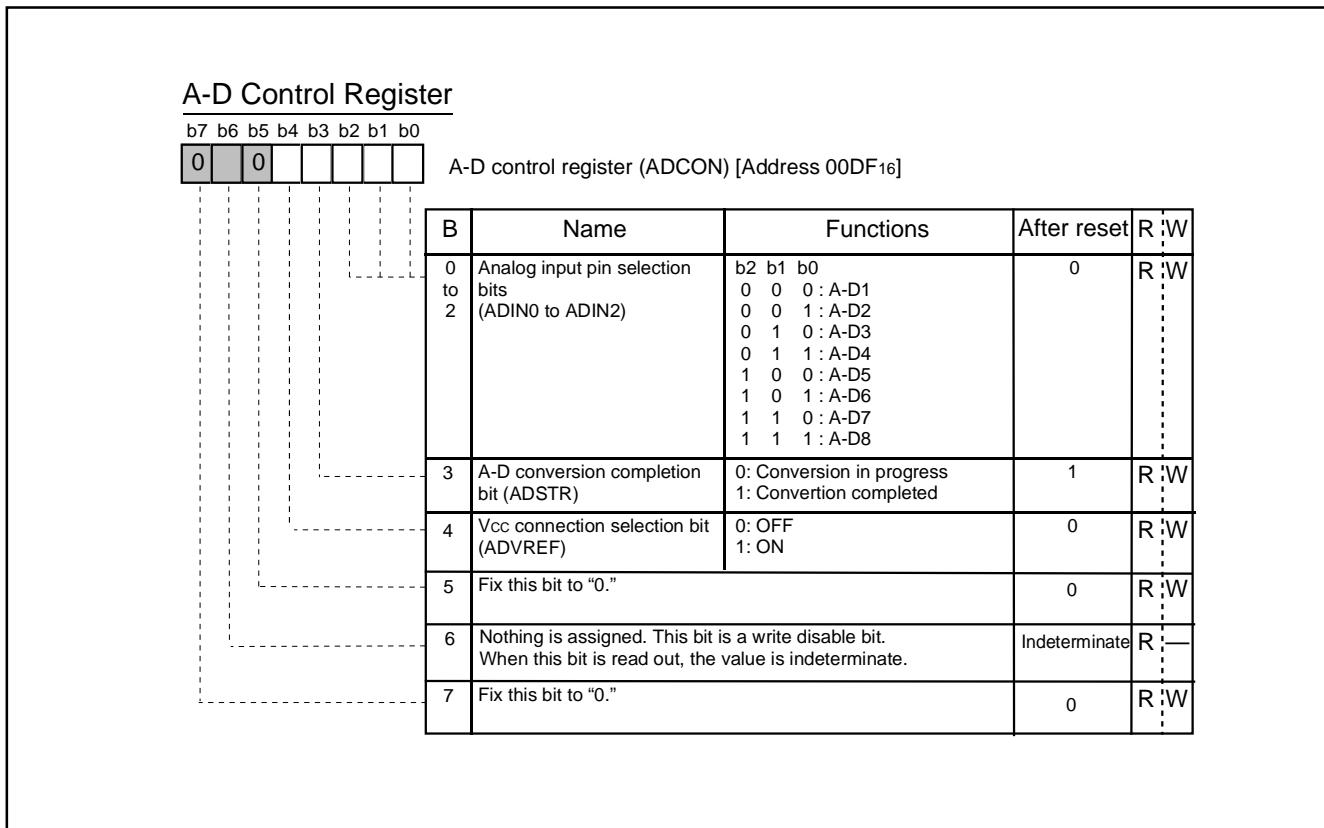 A-D Control Register
b7 b6 b5 b4 b3 b2 b1 b0
0 0
A-D control register (ADCON) [Address 00DF16]
B Name Functions After reset R W
0 to 2 Analog input pin selection bits (ADIN0 to ADIN2) b2 b1 b0 0 R W
0 0 0 : A-D1
0 0 1 : A-D2
0 1 0 : A-D3
0 1 1 : A-D4
1 0 0 : A-D5
1 0 1 : A-D6
1 1 0 : A-D7
1 1 1 : A-D8
3 A-D conversion completion bit (ADSTR) 0: Conversion in progress 1 R W
1: Convertion completed
4 Vcc connection selection bit (ADVREF) 0: OFF 0 R W
1: ON
5 Fix this bit to “0.” 0 R W
6 Nothing is assigned. This bit is a write disable bit. Indeterminate R —
When this bit is read out, the value is indeterminate.
7 Fix this bit to “0.” 0 R W